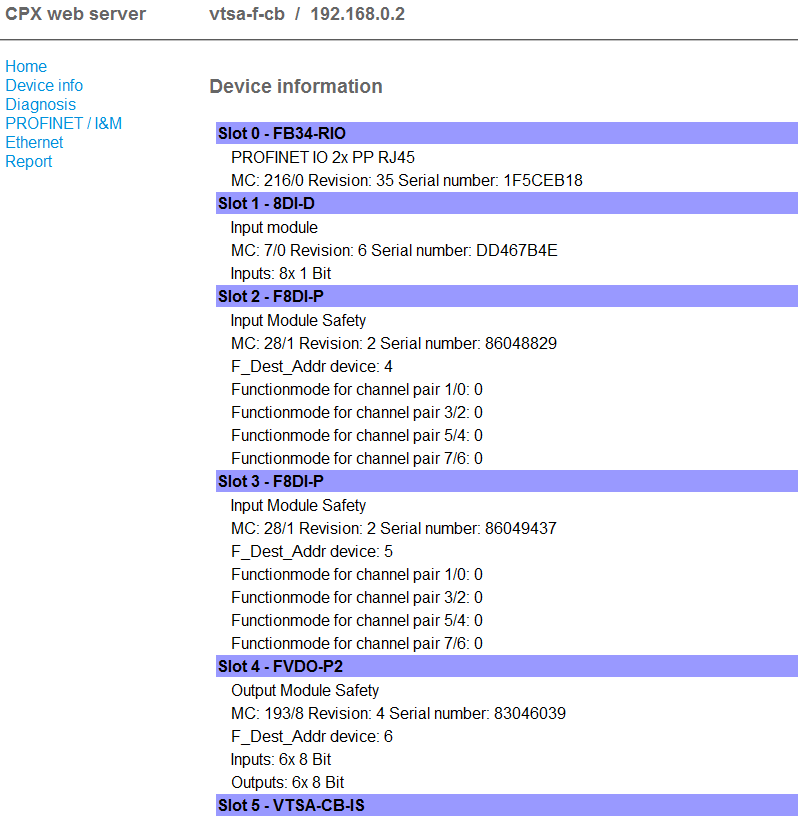 CPX web server vtsa-f-cb / 192.168.0.2
Home
Device info
Diagnosis
PROFINET / I&M
Ethernet
Report
Device information
Slot 0 - FB34-RIO
PROFINET IO 2x PP RJ45
MC: 216/0 Revision: 35 Serial number: 1F5CEB18
Slot 1 - 8DI-D
Input module
MC: 7/0 Revision: 6 Serial number: DD467B4E
Inputs: 8x 1 Bit
Slot 2 - F8DI-P
Input Module Safety
MC: 28/1 Revision: 2 Serial number: 86048829
F_Dest_Addr device: 4
Functionmode for channel pair 1/0: 0
Functionmode for channel pair 3/2: 0
Functionmode for channel pair 5/4: 0
Functionmode for channel pair 7/6: 0
Slot 3 - F8DI-P
Input Module Safety
MC: 28/1 Revision: 2 Serial number: 86049437
F_Dest_Addr device: 5
Functionmode for channel pair 1/0: 0
Functionmode for channel pair 3/2: 0
Functionmode for channel pair 5/4: 0
Functionmode for channel pair 7/6: 0
Slot 4 - FVDO-P2
Output Module Safety
MC: 193/8 Revision: 4 Serial number: 83046039
F_Dest_Addr device: 6
Inputs: 6x 8 Bit
Outputs: 6x 8 Bit
Slot 5 - VTSA-CB-IS